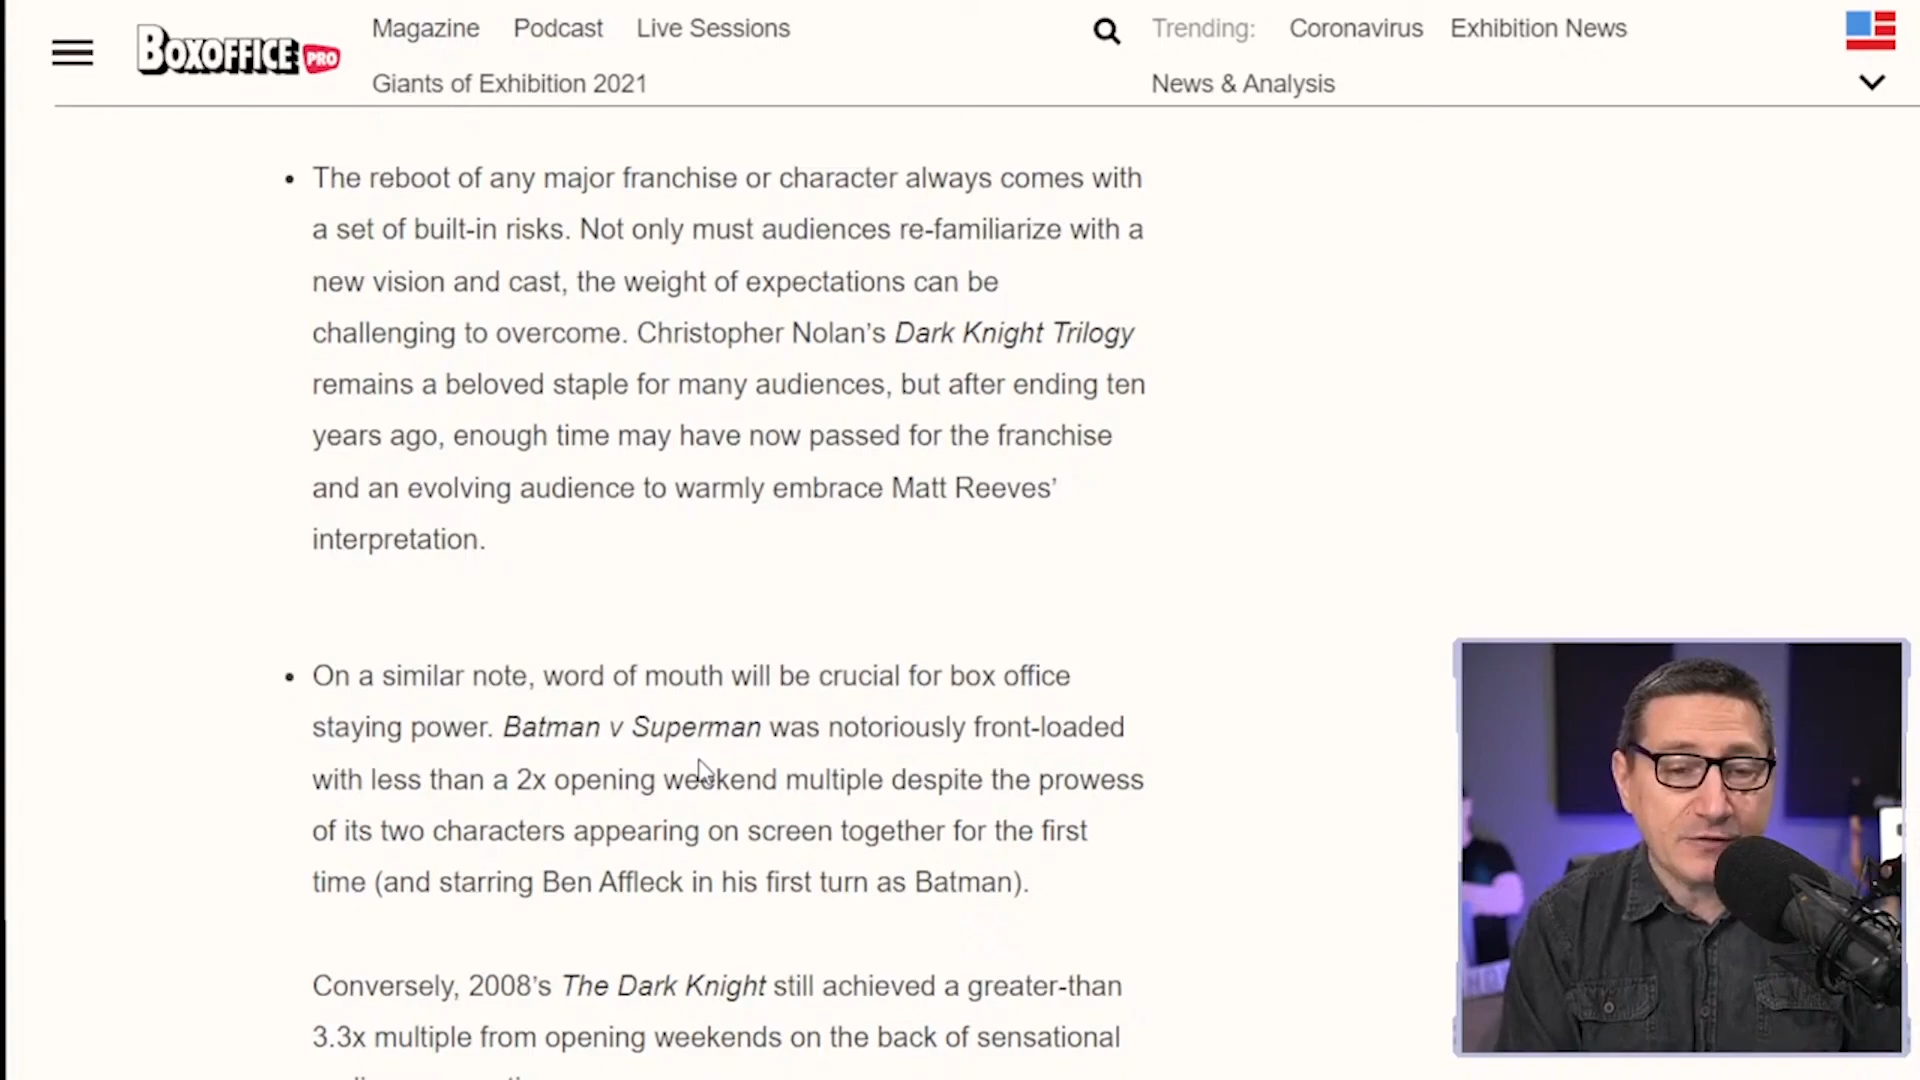 BOXOFFICE PRO
Magazine Podcast Live Sessions
Giants of Exhibition 2021
Trending: Coronavirus Exhibition News
News & Analysis
• The reboot of any major franchise or character always comes with
a set of built-in risks. Not only must audiences re-familiarize with a
new vision and cast, the weight of expectations can be
challenging to overcome. Christopher Nolan’s Dark Knight Trilogy
remains a beloved staple for many audiences, but after ending ten
years ago, enough time may have now passed for the franchise
and an evolving audience to warmly embrace Matt Reeves’
interpretation.
• On a similar note, word of mouth will be crucial for box office
staying power. Batman v Superman was notoriously front-loaded
with less than a 2x opening weekend multiple despite the prowess
of its two characters appearing on screen together for the first
time (and starring Ben Affleck in his first turn as Batman).
Conversely, 2008’s The Dark Knight still achieved a greater-than
3.3x multiple from opening weekends on the back of sensational